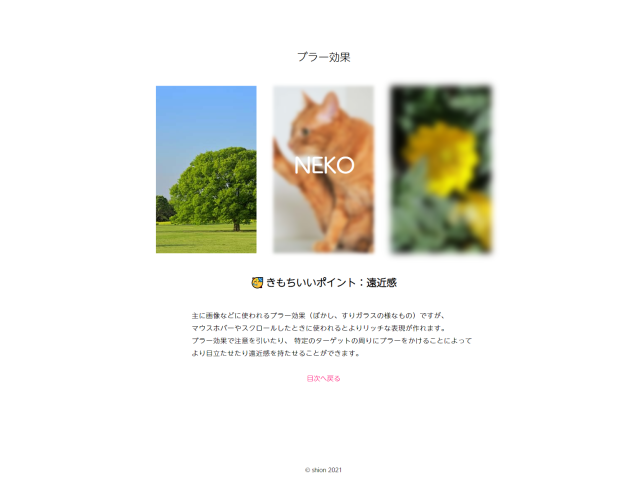 ブラー効果
NEKO
きもちいいポイント：遠近感
主に画像などに使われるブラー効果（ぼかし、すりガラスの様なもの）ですが、
マウスホバーやスクロールしたときに使われるとよりリッチな表現が作れます。
ブラー効果で注意を引いたり、 特定のターゲットの周りにブラーをかけることによって
より目立たせたり遠近感を持たせることができます。
目次へ戻る
© shion 2021